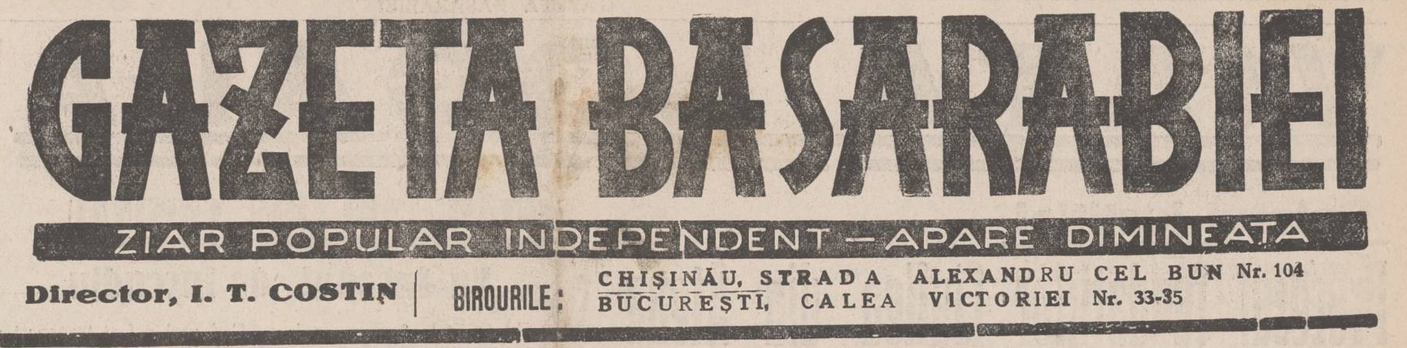 GAZETA BASARABIEI
ZIAR POPULAR INDEPENDENT — APARE DIMINEAȚA
Director, I. T. COSTIN
BIROURILE:
CHIȘINĂU, STRADA ALEXANDRU CEL BUN Nr. 104
BUCUREȘTI, CALEA VICTORIEI Nr. 33-35